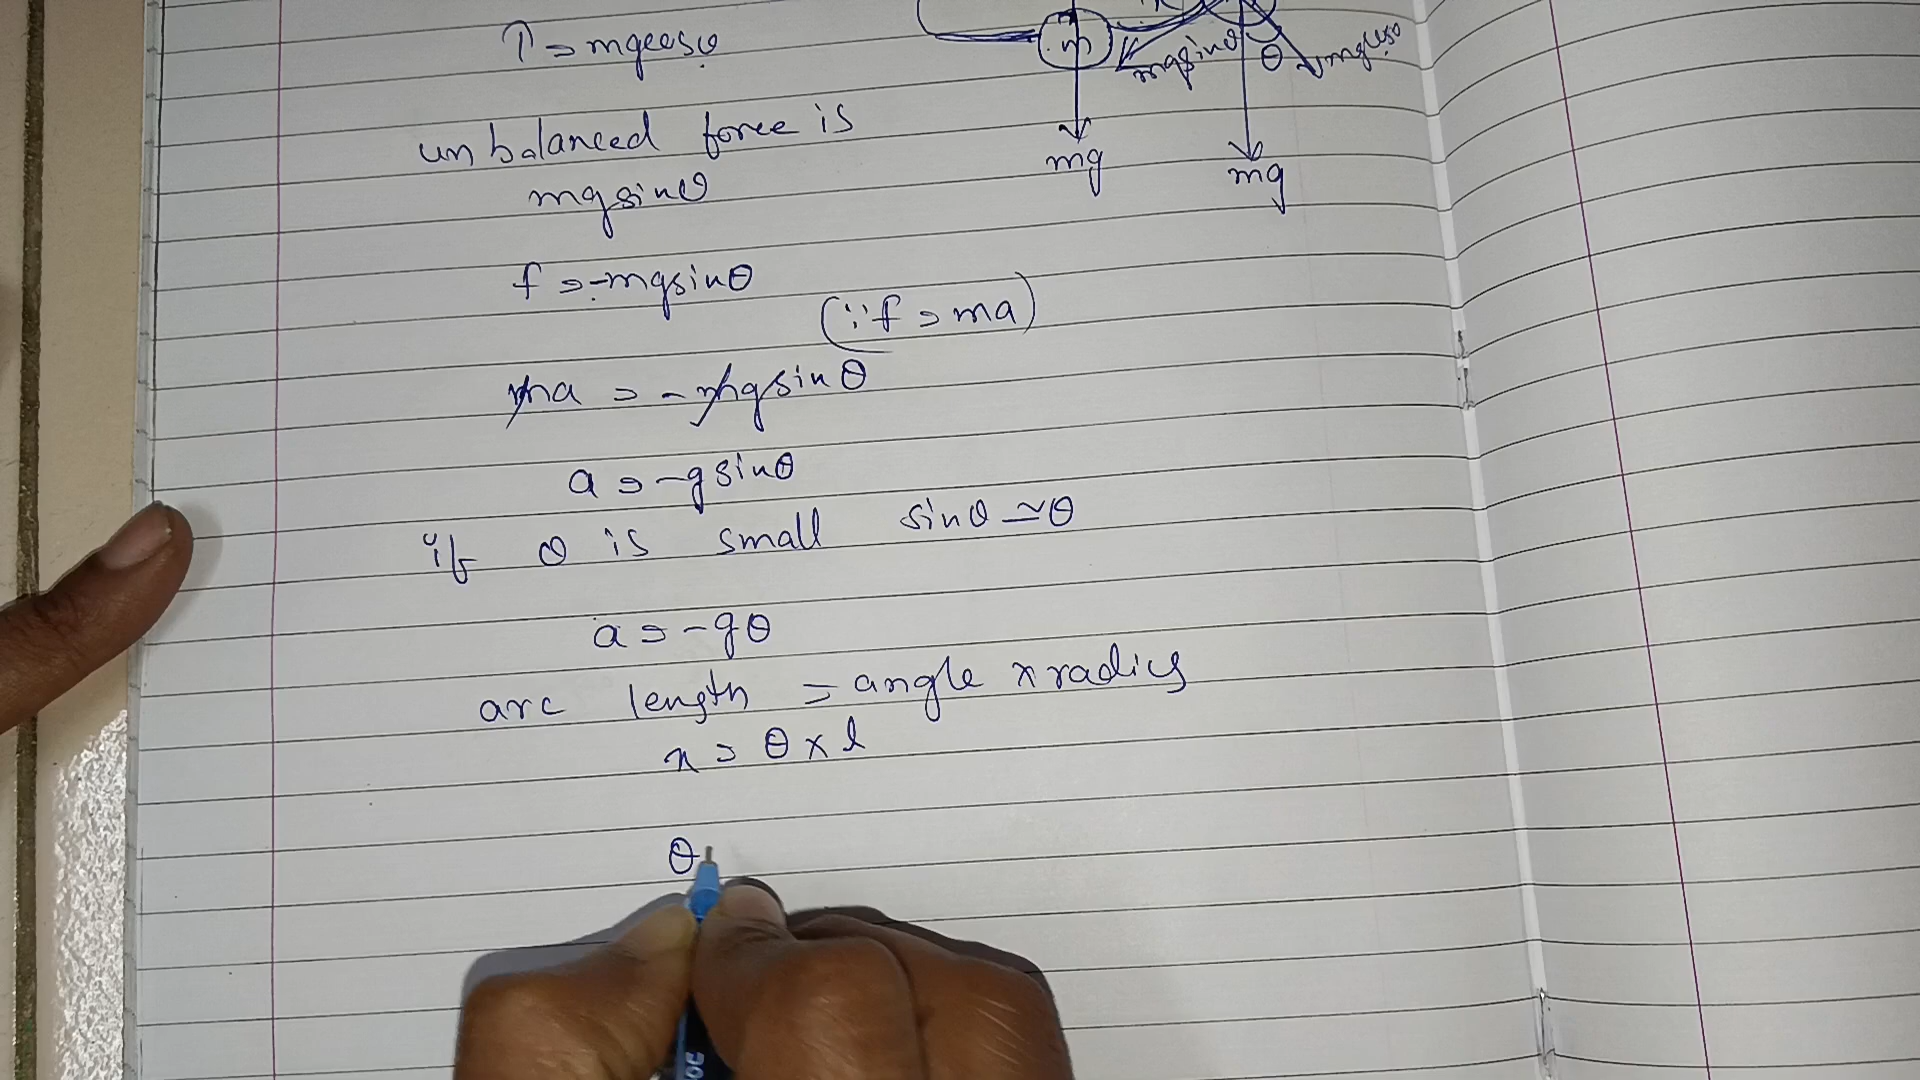 T = mgcosθ
m
mgsinθ
θ
mgcosθ
mg
mg
unbalanced force is
mgsinθ
f = -mgsinθ
(∵ f = ma)
ma = -mgsinθ
a = -gsinθ
if θ is small sinθ ≃ θ
a = -gθ
arc length = angle x radius
x = θ x l
θ